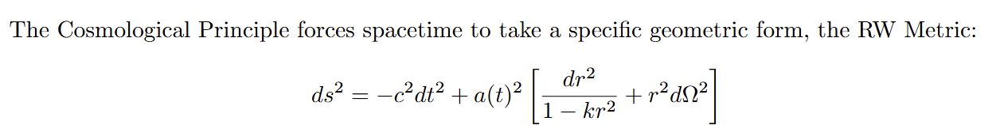 The Cosmological Principle forces spacetime to take a specific geometric form, the RW Metric:
ds² = −c²dt² + a(t)² [ dr² / (1 − kr²) + r²dΩ² ]